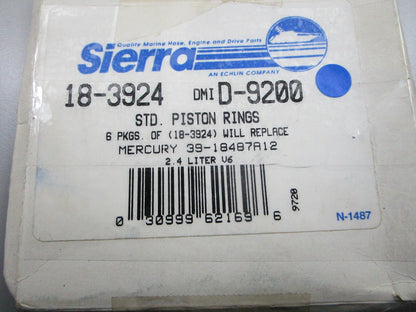 Quality Marine Hose, Engine and Drive Parts
Sierra
AN ECHLIN COMPANY
18-3924 DMI D-9200
STD. PISTON RINGS
6 PKGS. OF (18-3924) WILL REPLACE
MERCURY 39-18487A12
2.4 LITER V6
0 30999 62169 6
9720
N-1487